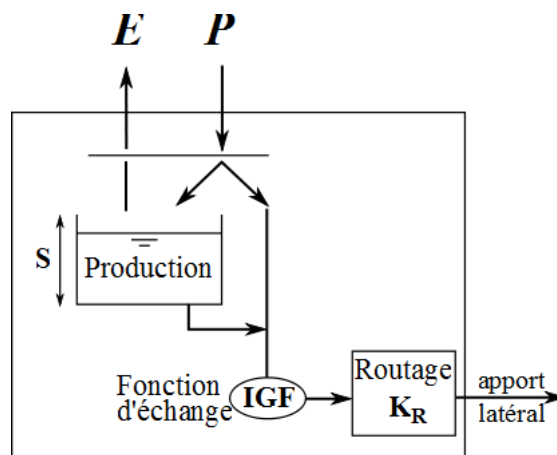 E P
S
Production
Fonction
d'échange
IGF
Routage
K_R
apport
latéral